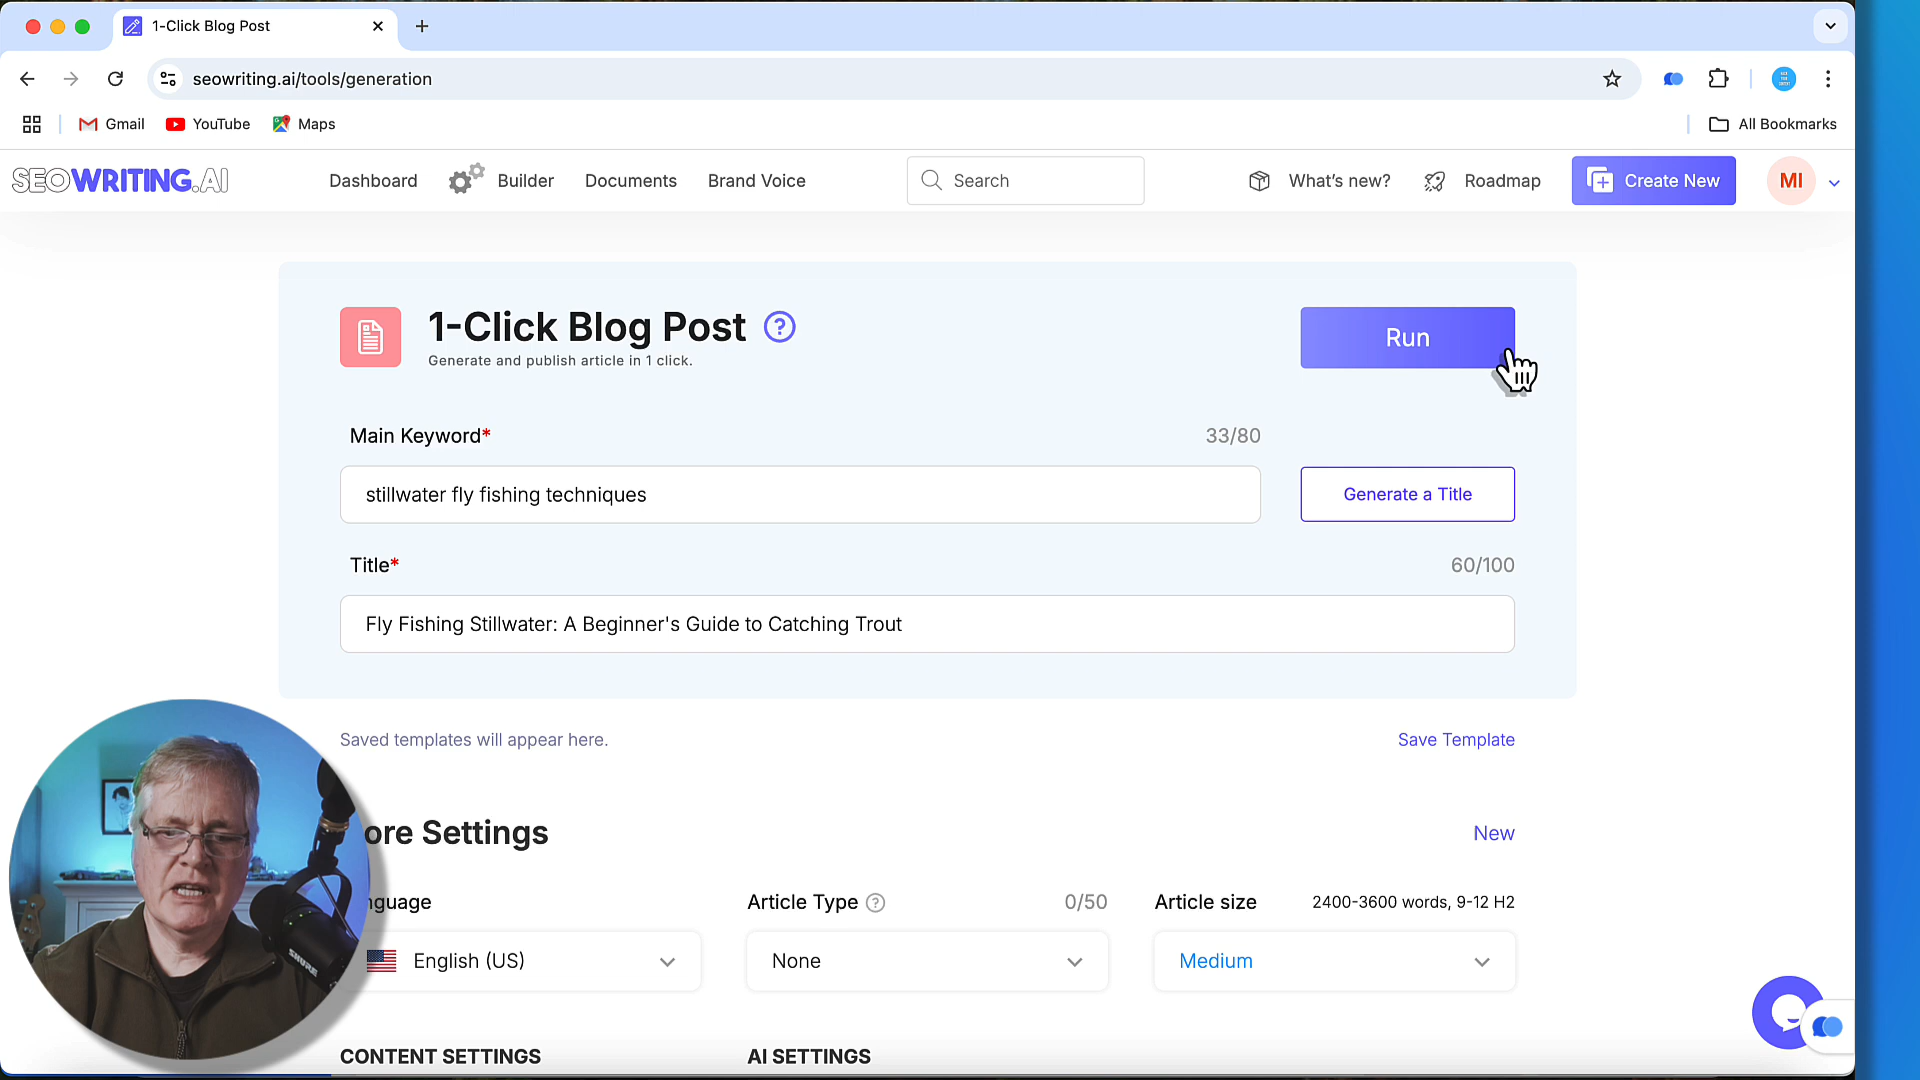 1-Click Blog Post
seowriting.ai/tools/generation
Gmail YouTube Maps All Bookmarks
SEOWRITING.AI Dashboard Builder Documents Brand Voice Search What's new? Roadmap Create New MI
1-Click Blog Post ?
Generate and publish article in 1 click.
Run
Main Keyword* 33/80
stillwater fly fishing techniques
Generate a Title
Title* 60/100
Fly Fishing Stillwater: A Beginner's Guide to Catching Trout
Saved templates will appear here. Save Template
ore Settings New
nguage Article Type ? 0/50 Article size 2400-3600 words, 9-12 H2
English (US) None Medium
SHURE
CONTENT SETTINGS AI SETTINGS